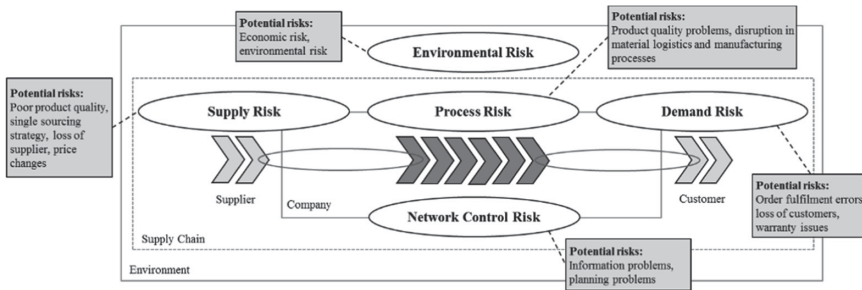 Potential risks:
Economic risk,
environmental risk
Potential risks:
Product quality problems, disruption in
material logistics and manufacturing
processes
Environmental Risk
Potential risks:
Poor product quality,
single sourcing
strategy, loss of
supplier, price
changes
Supply Risk
Process Risk
Demand Risk
Supplier
Company
Customer
Potential risks:
Order fulfilment errors,
loss of customers,
warranty issues
Network Control Risk
Supply Chain
Potential risks:
Information problems,
planning problems
Environment